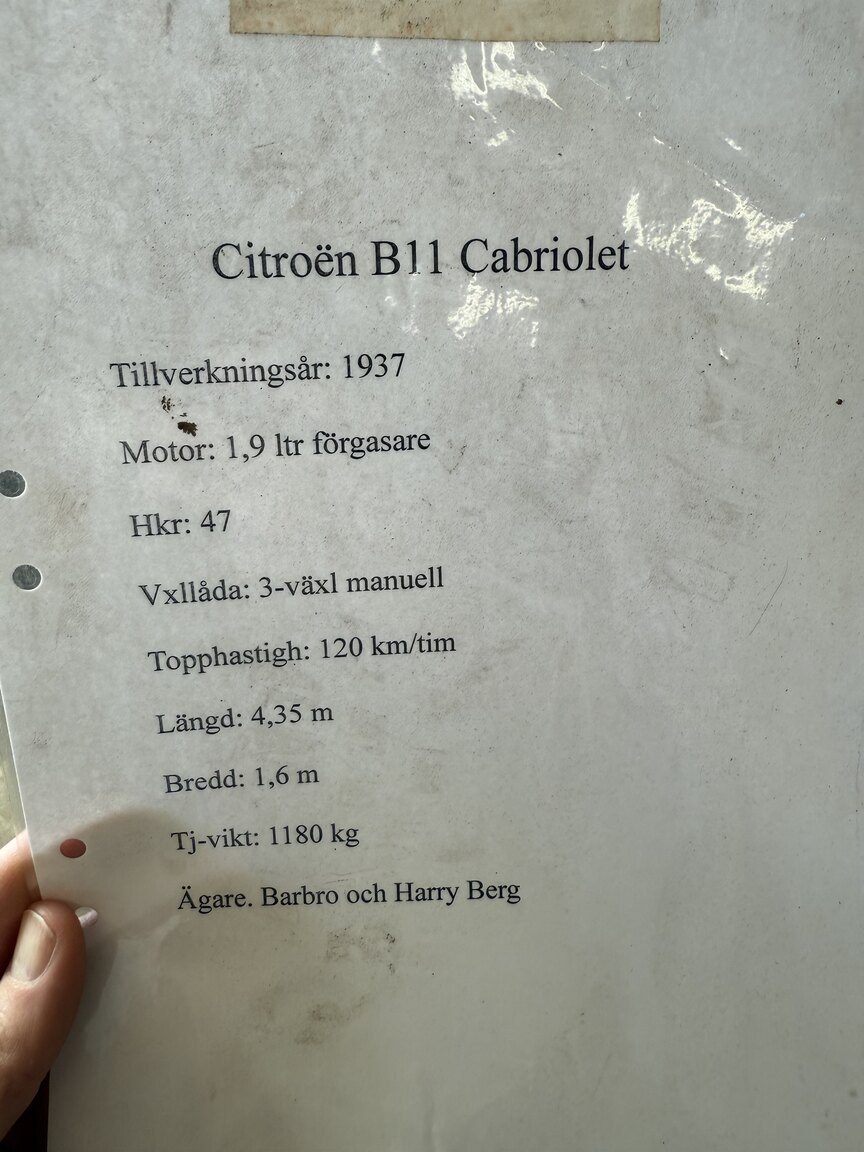 Citroën B11 Cabriolet
Tillverkningsår: 1937
Motor: 1,9 ltr förgasare
Hkr: 47
Vxllåda: 3-växl manuell
Topphastigh: 120 km/tim
Längd: 4,35 m
Bredd: 1,6 m
Tj-vikt: 1180 kg
Ägare. Barbro och Harry Berg